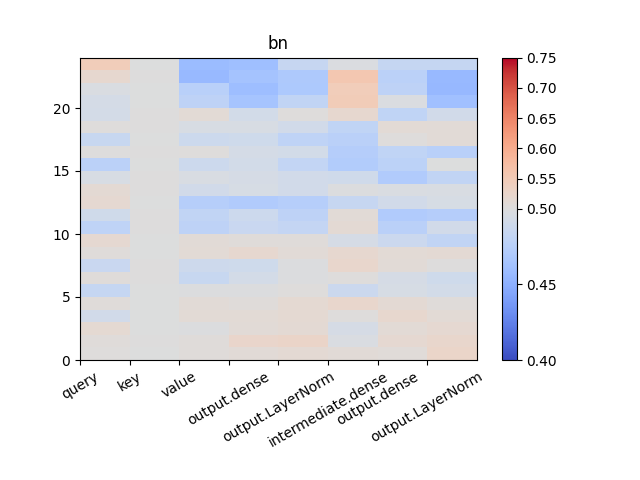 bn
20
15
10
5
0
query
key
value
output.dense
output.LayerNorm
intermediate.dense
output.dense
output.LayerNorm
0.75
0.70
0.65
0.60
0.55
0.50
0.45
0.40